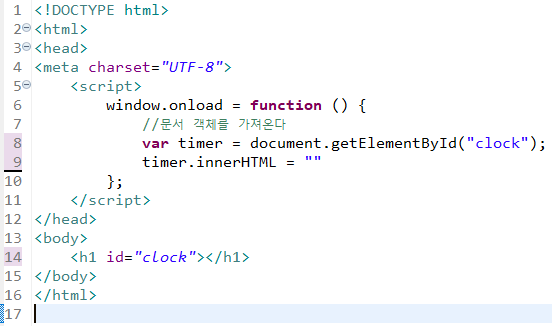 1 <!DOCTYPE html>
2 <html>
3 <head>
4 <meta charset="UTF-8">
5     <script>
6         window.onload = function () {
7             //문서 객체를 가져온다
8             var timer = document.getElementById("clock");
9             timer.innerHTML = ""
10         };
11     </script>
12 </head>
13 <body>
14     <h1 id="clock"></h1>
15 </body>
16 </html>
17